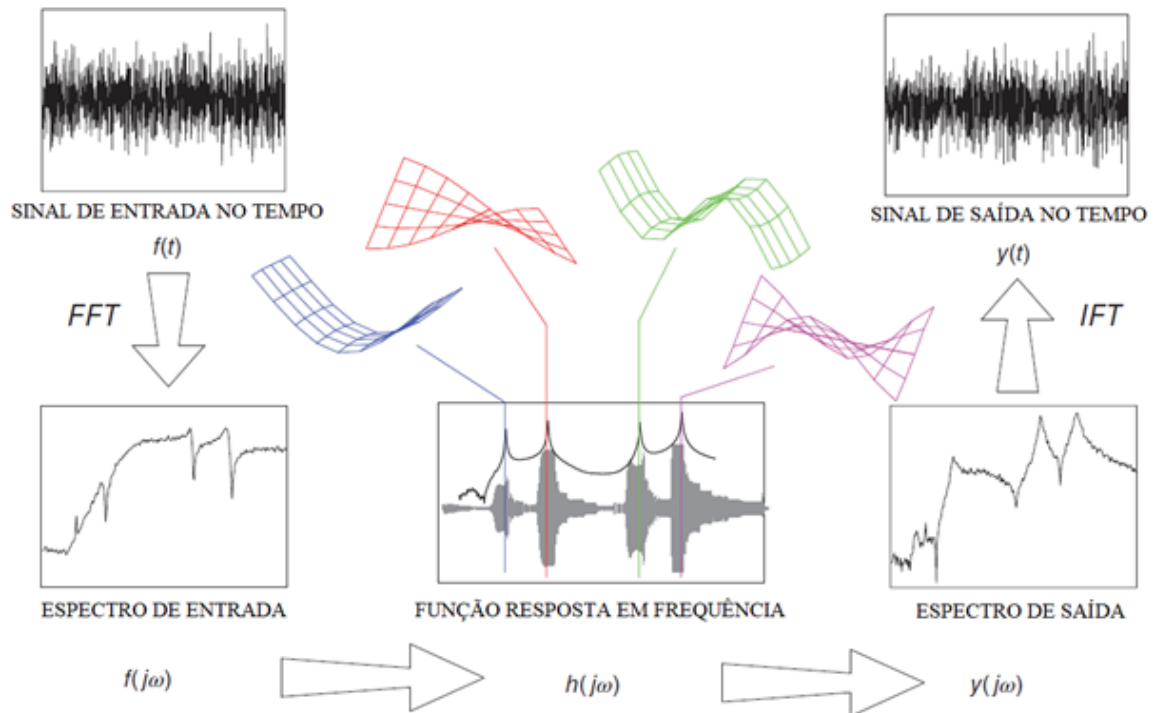 SINAL DE ENTRADA NO TEMPO
f(t)
FFT
SINAL DE SAÍDA NO TEMPO
y(t)
IFT
ESPECTRO DE ENTRADA
FUNÇÃO RESPOSTA EM FREQUÊNCIA
ESPECTRO DE SAÍDA
f(jω)
h(jω)
y(jω)